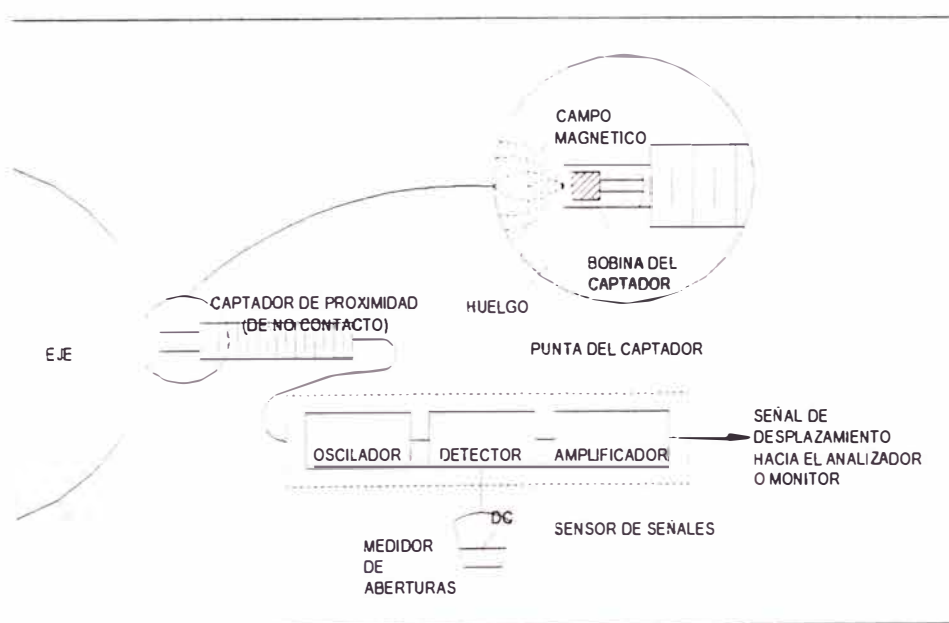 CAMPO
MAGNETICO
BOBINA DEL
CAPTADOR
CAPTADOR DE PROXIMIDAD
(DE NO CONTACTO)
HUELGO
EJE
PUNTA DEL CAPTADOR
OSCILADOR
DETECTOR
AMPLIFICADOR
SEÑAL DE
DESPLAZAMIENTO
HACIA EL ANALIZADOR
O MONITOR
DC
SENSOR DE SEÑALES
MEDIDOR
DE
ABERTURAS